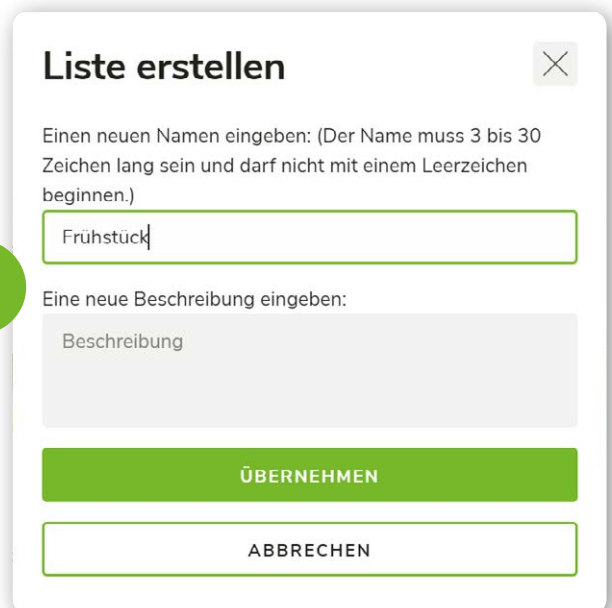 Liste erstellen
Einen neuen Namen eingeben: (Der Name muss 3 bis 30
Zeichen lang sein und darf nicht mit einem Leerzeichen
beginnen.)
Frühstück
Eine neue Beschreibung eingeben:
Beschreibung
ÜBERNEHMEN
ABBRECHEN